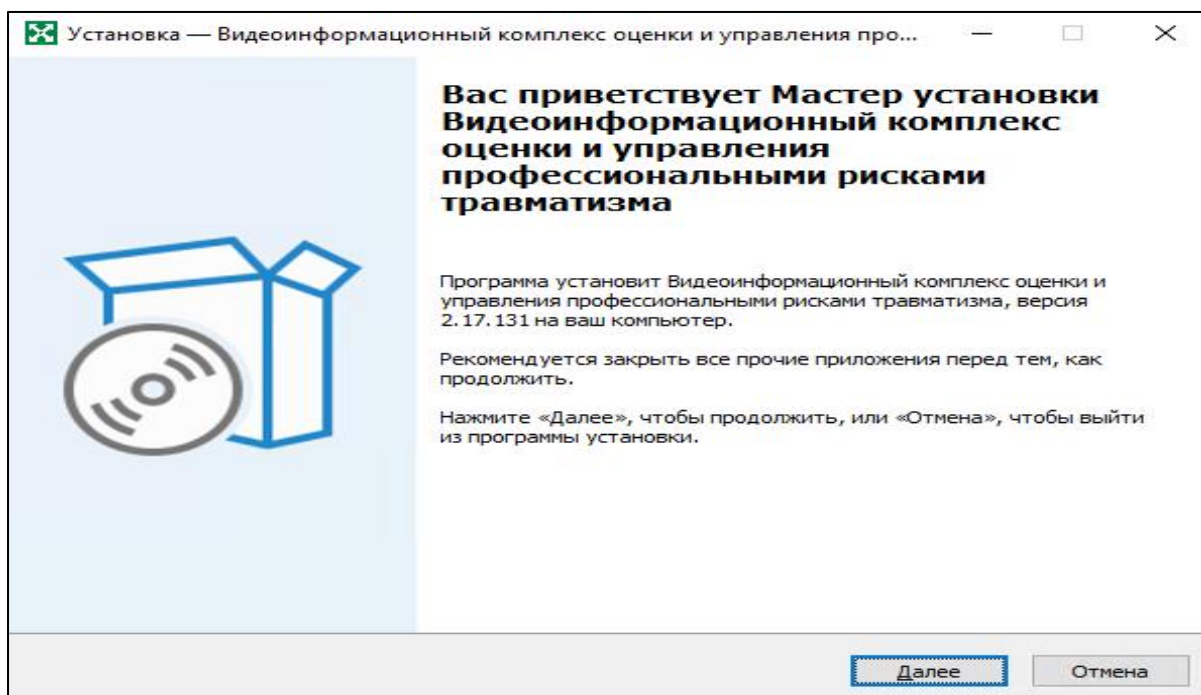 Установка — Видеоинформационный комплекс оценки и управления про...
Вас приветствует Мастер установки
Видеоинформационный комплекс
оценки и управления
профессиональными рисками
травматизма
Программа установит Видеоинформационный комплекс оценки и
управления профессиональными рисками травматизма, версия
2.17.131 на ваш компьютер.
Рекомендуется закрыть все прочие приложения перед тем, как
продолжить.
Нажмите «Далее», чтобы продолжить, или «Отмена», чтобы выйти
из программы установки.
Далее
Отмена